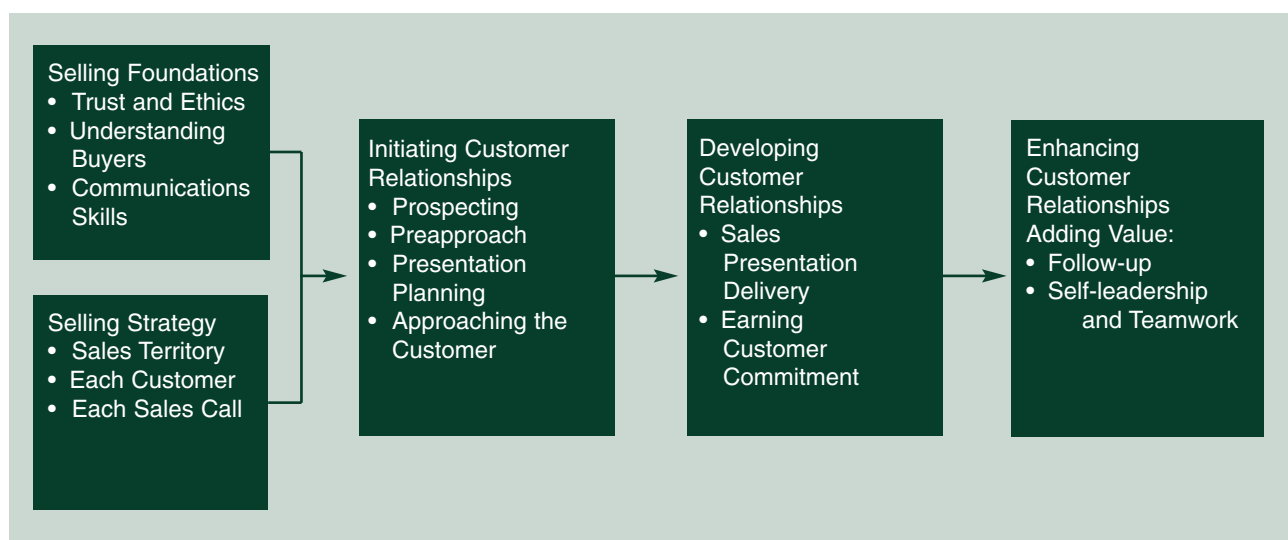 Selling Foundations
• Trust and Ethics
• Understanding
Buyers
• Communications
Skills
Selling Strategy
• Sales Territory
• Each Customer
• Each Sales Call
Initiating Customer
Relationships
• Prospecting
• Preapproach
• Presentation
Planning
• Approaching the
Customer
Developing
Customer
Relationships
• Sales
Presentation
Delivery
• Earning
Customer
Commitment
Enhancing
Customer
Relationships
Adding Value:
• Follow-up
• Self-leadership
and Teamwork